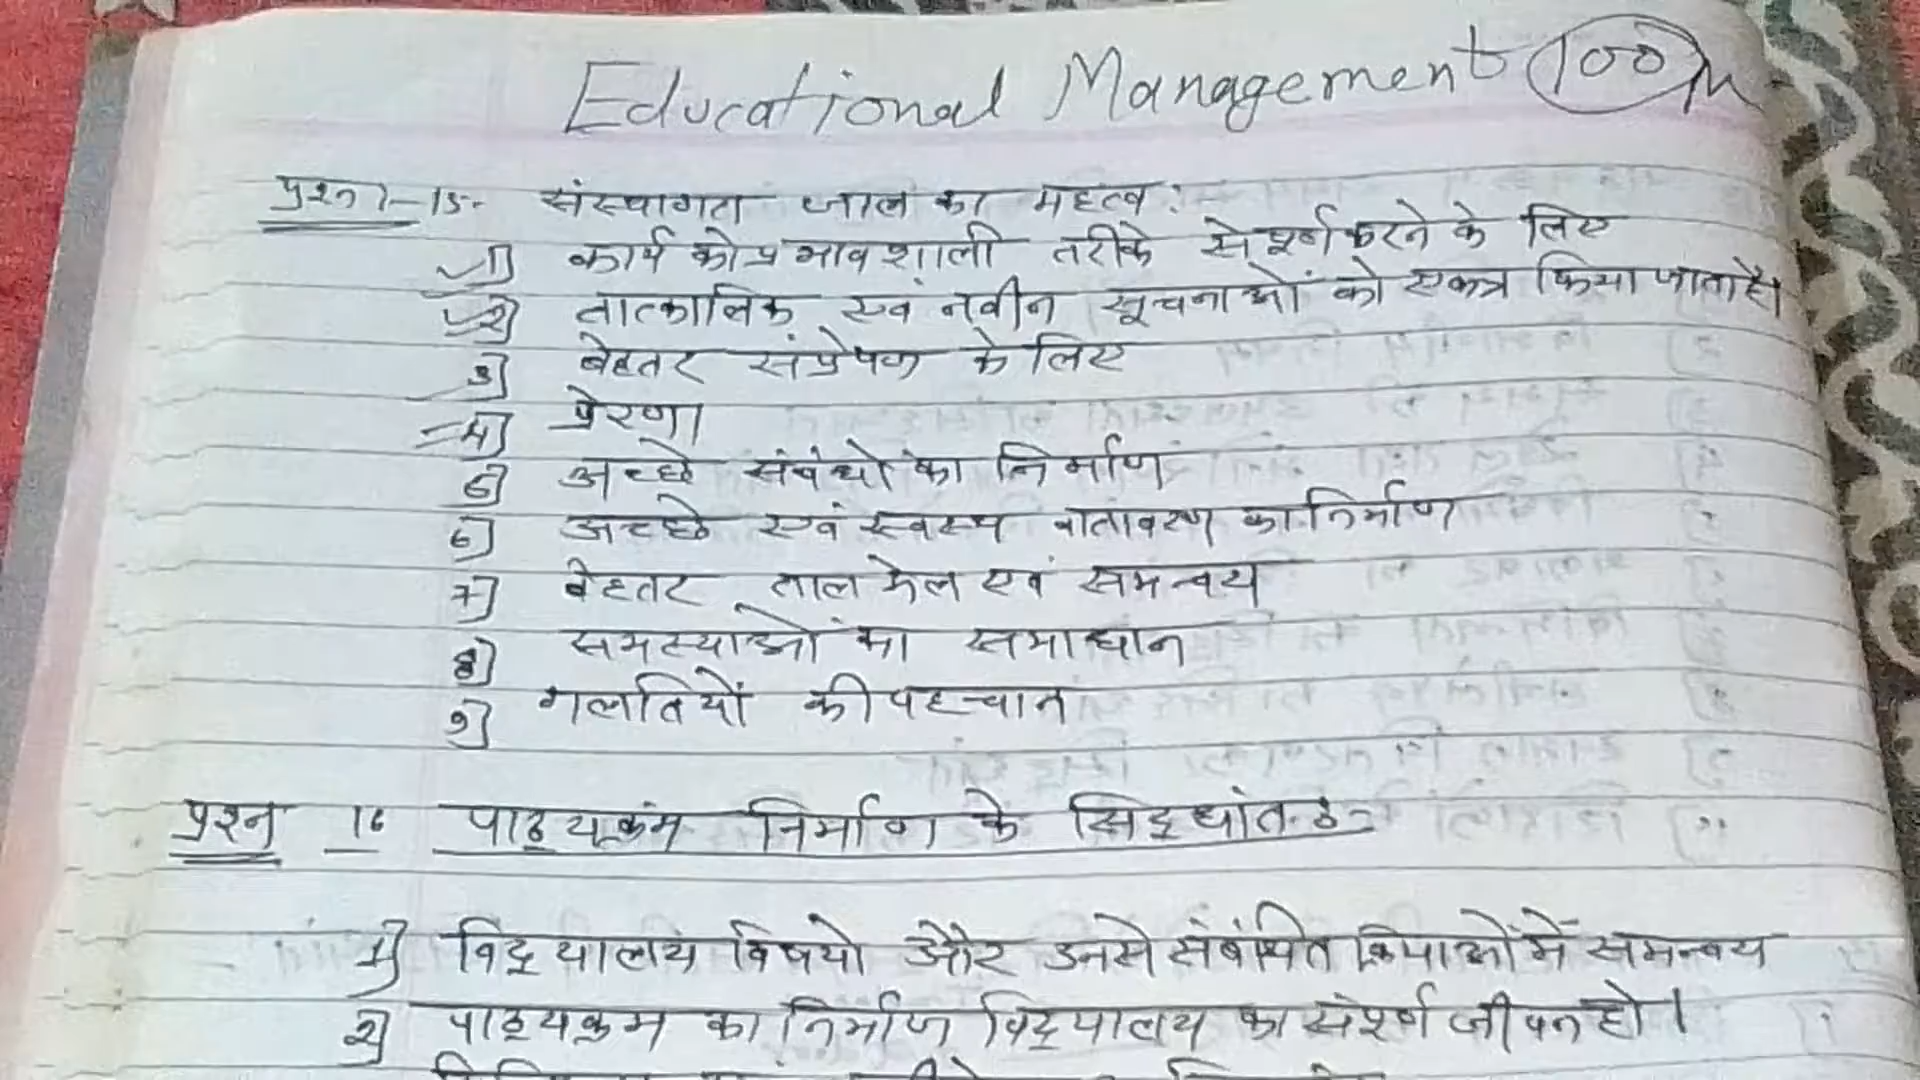 Educational Management 100 m
प्रश्न 1-15- संस्थागत जाल का महत्व :
1) कार्य को प्रभावशाली तरीके से पूर्ण करने के लिए
2) तात्कालिक एवं नवीन सूचनाओं को एकत्र किया जाता है।
3) बेहतर संप्रेषण के लिए
4) प्रेरणा
5) अच्छे संबंधो का निर्माण
6) अच्छे एवं स्वस्थ वातावरण का निर्माण
7) बेहतर तालमेल एवं समन्वय
8) समस्याओं का समाधान
9) गलतियों की पहचान
प्रश्न 16 पाठ्यक्रम निर्माण के सिद्धांत :-
1) विद्यालय विषयो और उनसे संबंधित क्रियाओं में समन्वय
2) पाठ्यक्रम का निर्माण विद्यालय का संपूर्ण जीवन हो।